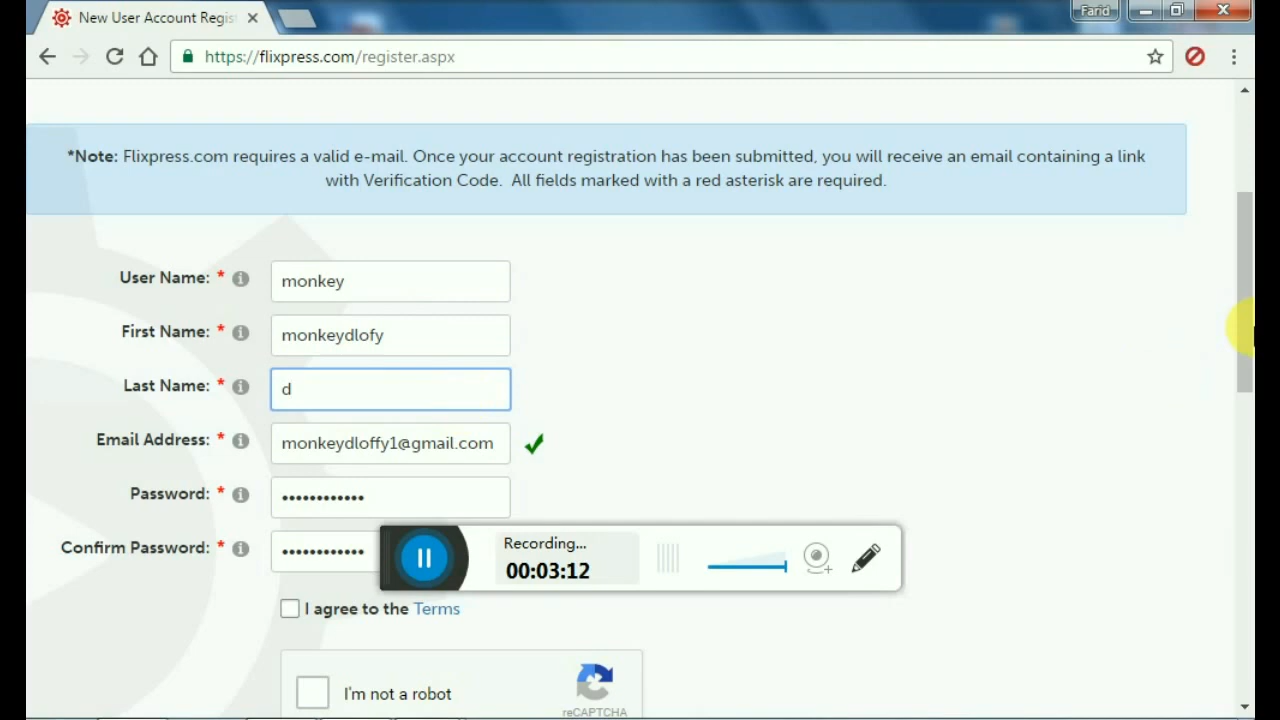 New User Account Regis
Farid
https://flixpress.com/register.aspx
*Note: Flixpress.com requires a valid e-mail. Once your account registration has been submitted, you will receive an email containing a link
with Verification Code. All fields marked with a red asterisk are required.
User Name: * monkey
First Name: * monkeydlofy
Last Name: * d
Email Address: * monkeydloffy1@gmail.com
Password: * ••••••••••••
Confirm Password: * ••••••••••••
Recording...
00:03:12
I agree to the Terms
I'm not a robot
reCAPTCHA